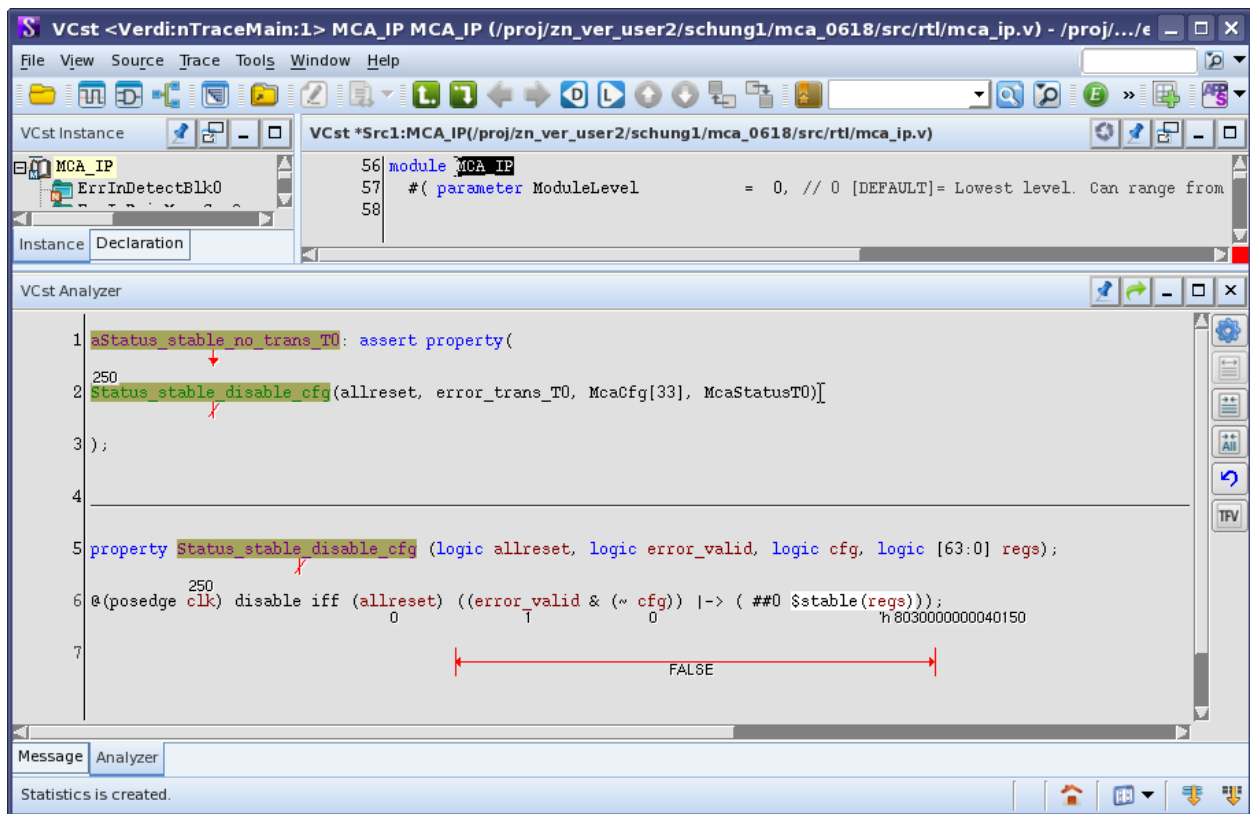 VCst <Verdi:nTraceMain:1> MCA_IP MCA_IP (/proj/zn_ver_user2/schung1/mca_0618/src/rtl/mca_ip.v) - /proj/.../e
File View Source Trace Tools Window Help
VCst Instance
VCst *Src1:MCA_IP(/proj/zn_ver_user2/schung1/mca_0618/src/rtl/mca_ip.v)
MCA_IP
ErrInDetectBlk0
56 module MCA_IP
57 #( parameter ModuleLevel = 0, // 0 [DEFAULT]= Lowest level. Can range from
58
Instance Declaration
VCst Analyzer
1 aStatus_stable_no_trans_T0: assert property(
250
2 Status_stable_disable_cfg(allreset, error_trans_T0, McaCfg[33], McaStatusT0)
3 );
4
5 property Status_stable_disable_cfg (logic allreset, logic error_valid, logic cfg, logic [63:0] regs);
250
6 @(posedge clk) disable iff (allreset) ((error_valid & (~ cfg)) |-> ( ##0 $stable(regs)));
0 1 0 'h 8030000000040150
7
FALSE
All
TFV
Message Analyzer
Statistics is created.